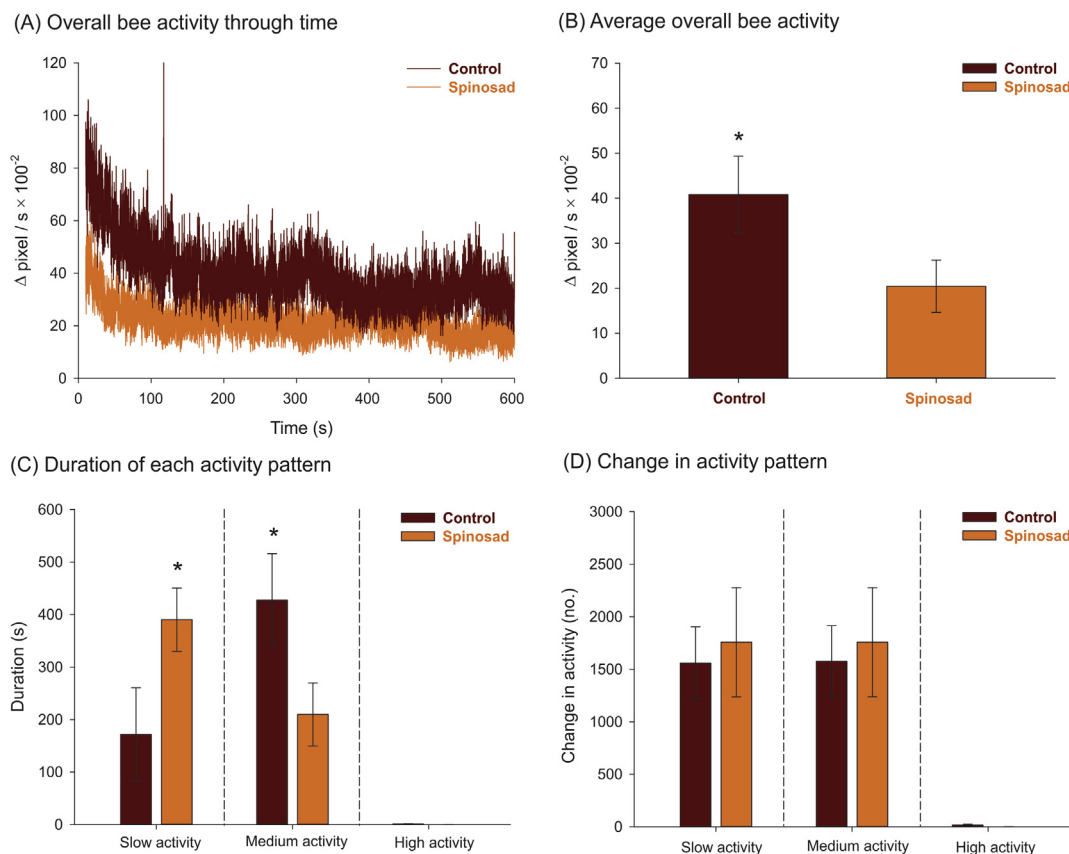 (A) Overall bee activity through time
120
100
80
60
40
20
0
Δ pixel / s × 10⁻²
Control
Spinosad
0 100 200 300 400 500 600
Time (s)
(B) Average overall bee activity
70
60
50
40
30
20
10
0
Δ pixel / s × 10⁻²
Control
Spinosad
*
Control Spinosad
(C) Duration of each activity pattern
600
500
400
300
200
100
0
Duration (s)
Control
Spinosad
*
*
Slow activity Medium activity High activity
(D) Change in activity pattern
3000
2500
2000
1500
1000
500
0
Change in activity (no.)
Control
Spinosad
Slow activity Medium activity High activity